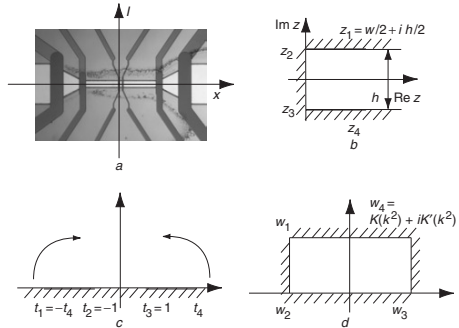 I
x
a
Im z
z₁ = w/2 + i h/2
z₂
h
Re z
z₃
z₄
b
t₁=−t₄
t₂=−1
t₃=1
t₄
c
w₄ =
K(k²) + iK′(k²)
w₁
w₂
w₃
d